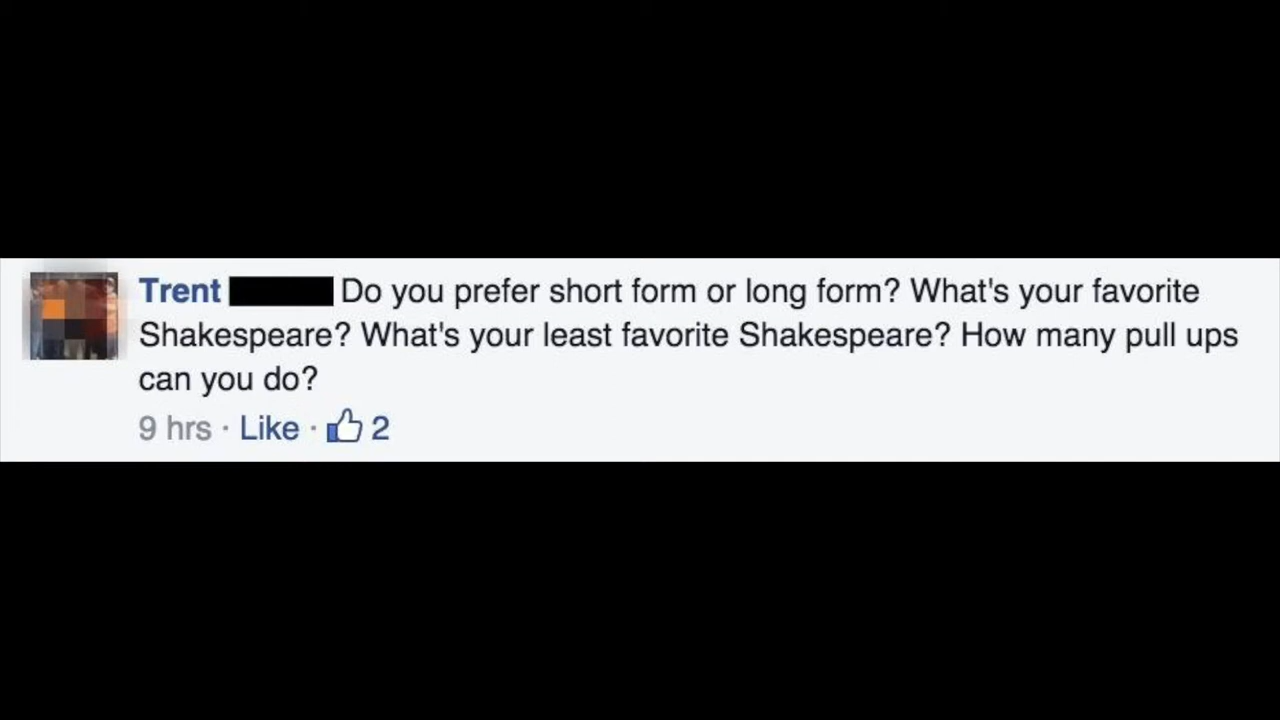 Trent Do you prefer short form or long form? What's your favorite
Shakespeare? What's your least favorite Shakespeare? How many pull ups
can you do?
9 hrs · Like · 2